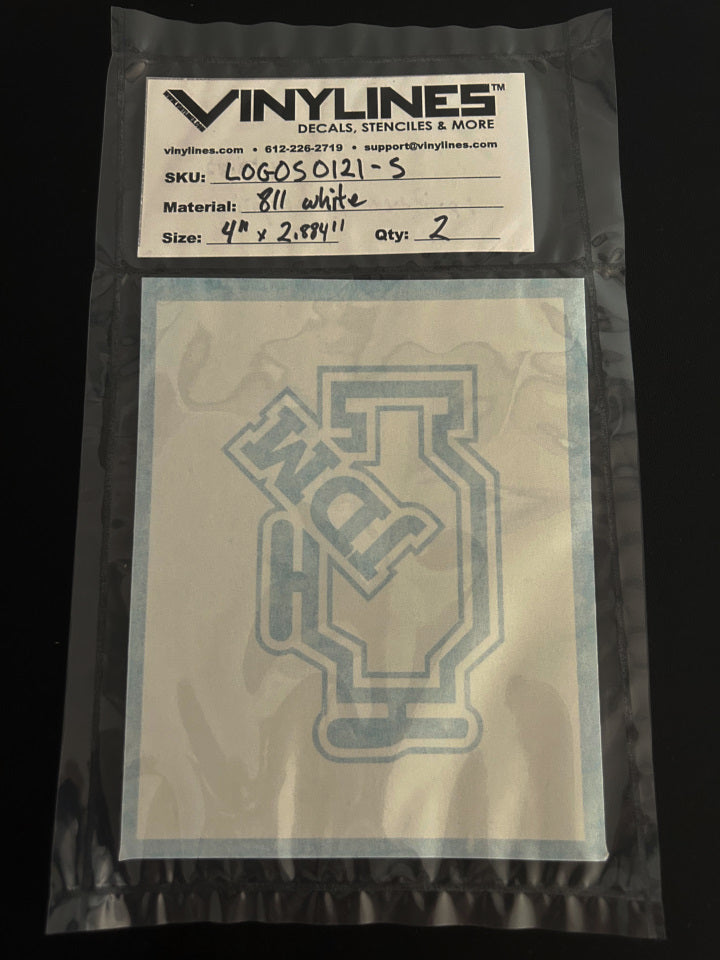 VINYLINES™
DECALS, STENCILES & MORE
vinylines.com • 612-226-2719 • support@vinylines.com
SKU: LOGOS0121-S
Material: 811 white
Size: 4" x 2.884" Qty: 2
JDM